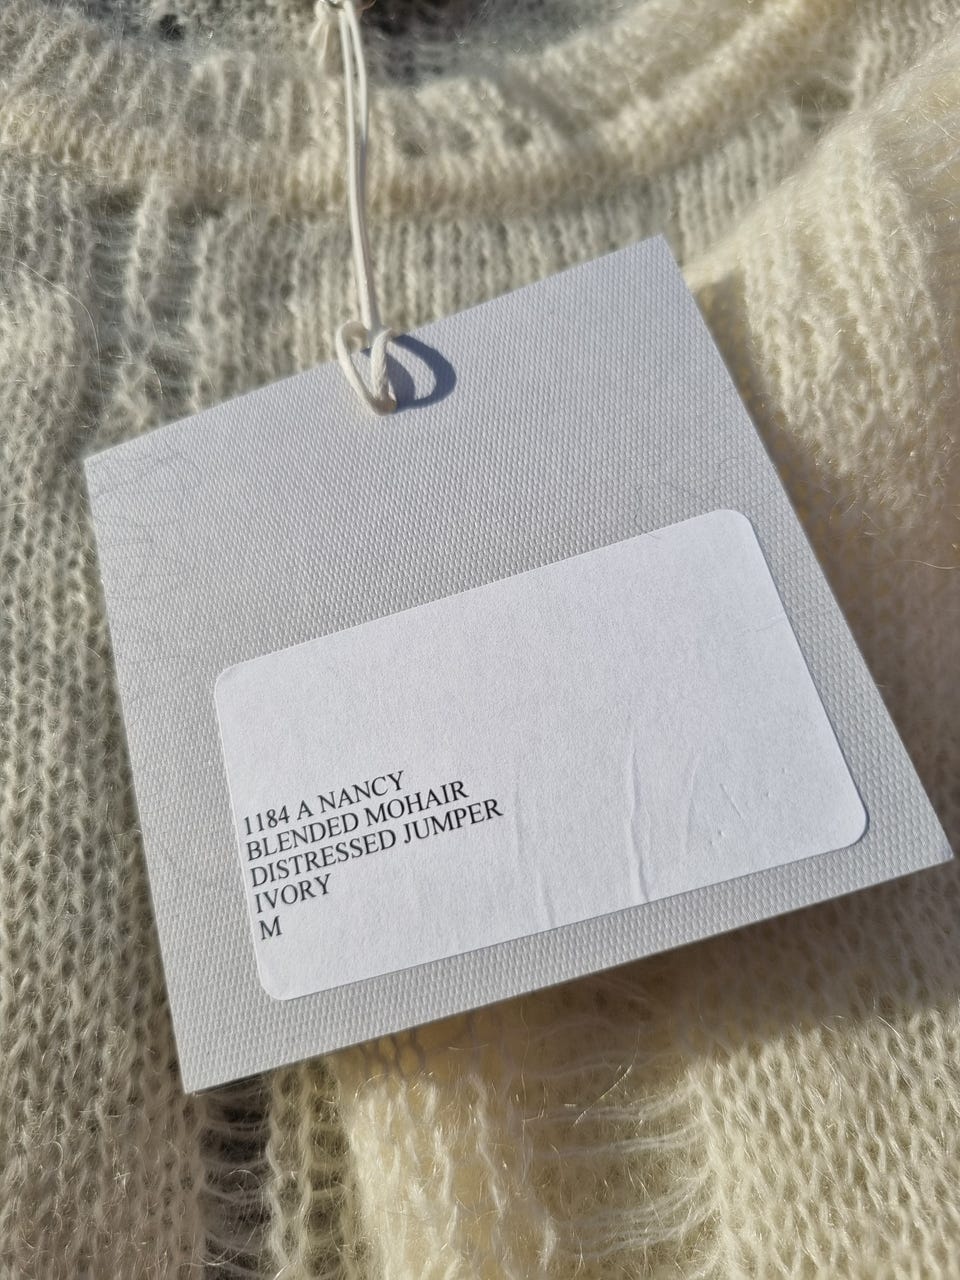 1184 A NANCY
BLENDED MOHAIR
DISTRESSED JUMPER
IVORY
M